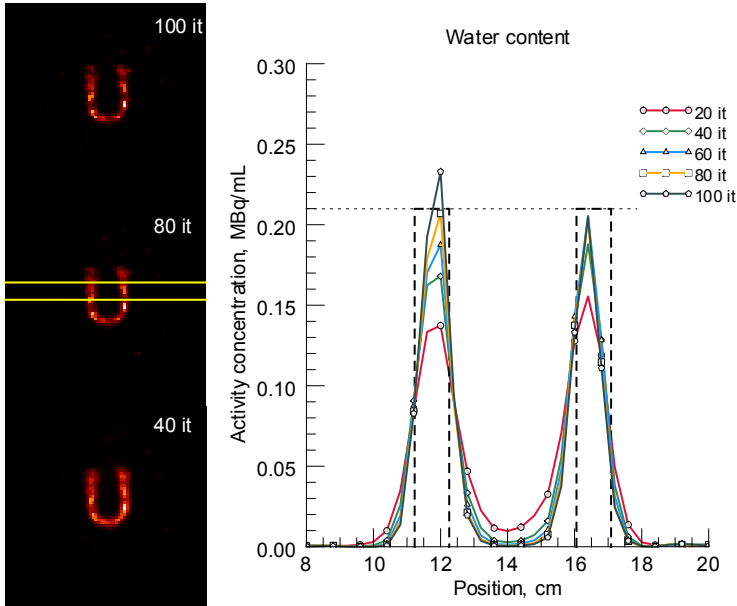 100 it
80 it
40 it
Water content
Activity concentration, MBq/mL
0.30
0.25
0.20
0.15
0.10
0.05
0.00
8
10
12
14
16
18
20
Position, cm
20 it
40 it
60 it
80 it
100 it